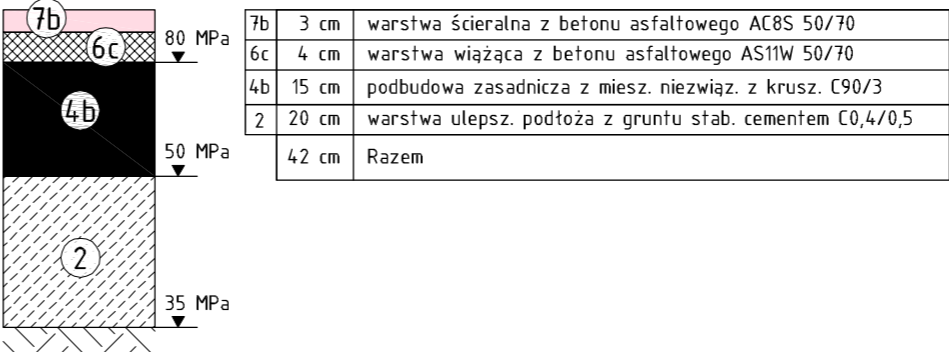 7b
6c
80 MPa
4b
50 MPa
2
35 MPa
7b 3 cm warstwa ścieralna z betonu asfaltowego AC8S 50/70
6c 4 cm warstwa wiążąca z betonu asfaltowego AS11W 50/70
4b 15 cm podbudowa zasadnicza z miesz. niezwiąz. z krusz. C90/3
2 20 cm warstwa ulepsz. podłoża z gruntu stab. cementem C0,4/0,5
42 cm Razem